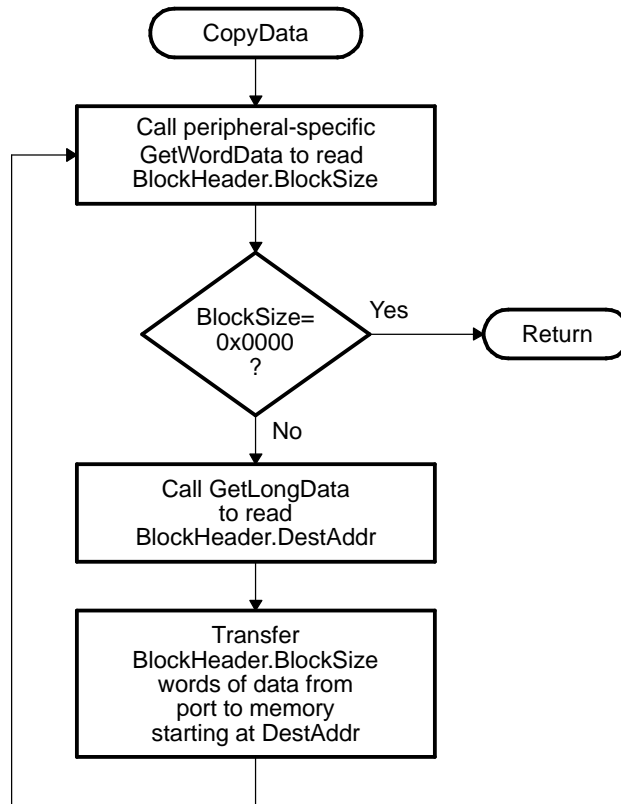 CopyData
Call peripheral-specific
GetWordData to read
BlockHeader.BlockSize
BlockSize=
0x0000
?
Yes
Return
No
Call GetLongData
to read
BlockHeader.DestAddr
Transfer
BlockHeader.BlockSize
words of data from
port to memory
starting at DestAddr